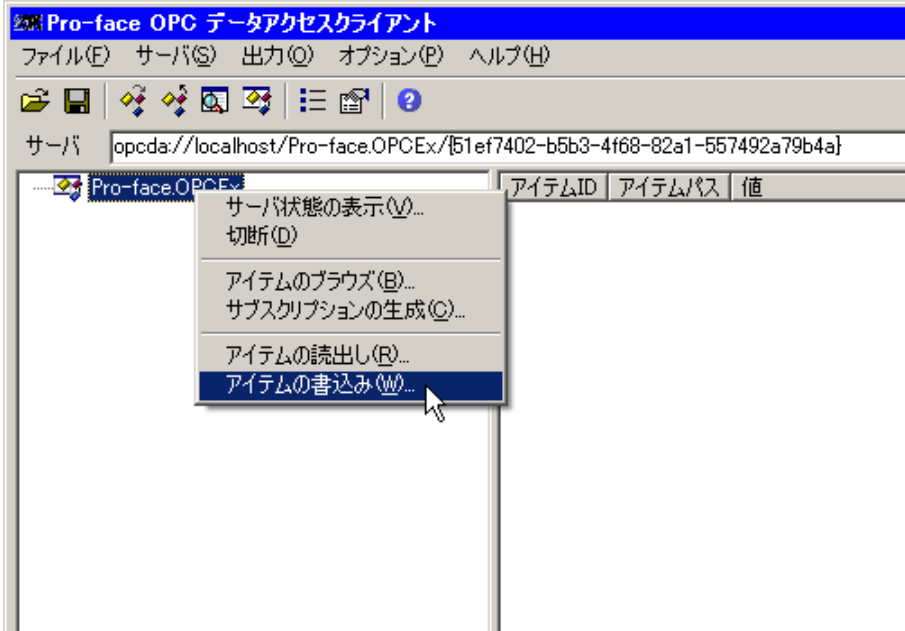 Pro-face OPC データアクセスクライアント
ファイル(F) サーバ(S) 出力(O) オプション(P) ヘルプ(H)
サーバ opcda://localhost/Pro-face.OPCEx/{51ef7402-b5b3-4f68-82a1-557492a79b4a}
Pro-face.OPCEx アイテムID アイテムパス 値
サーバ状態の表示(V)...
切断(D)
アイテムのブラウズ(B)...
サブスクリプションの生成(C)...
アイテムの読出し(R)...
アイテムの書込み(W)...